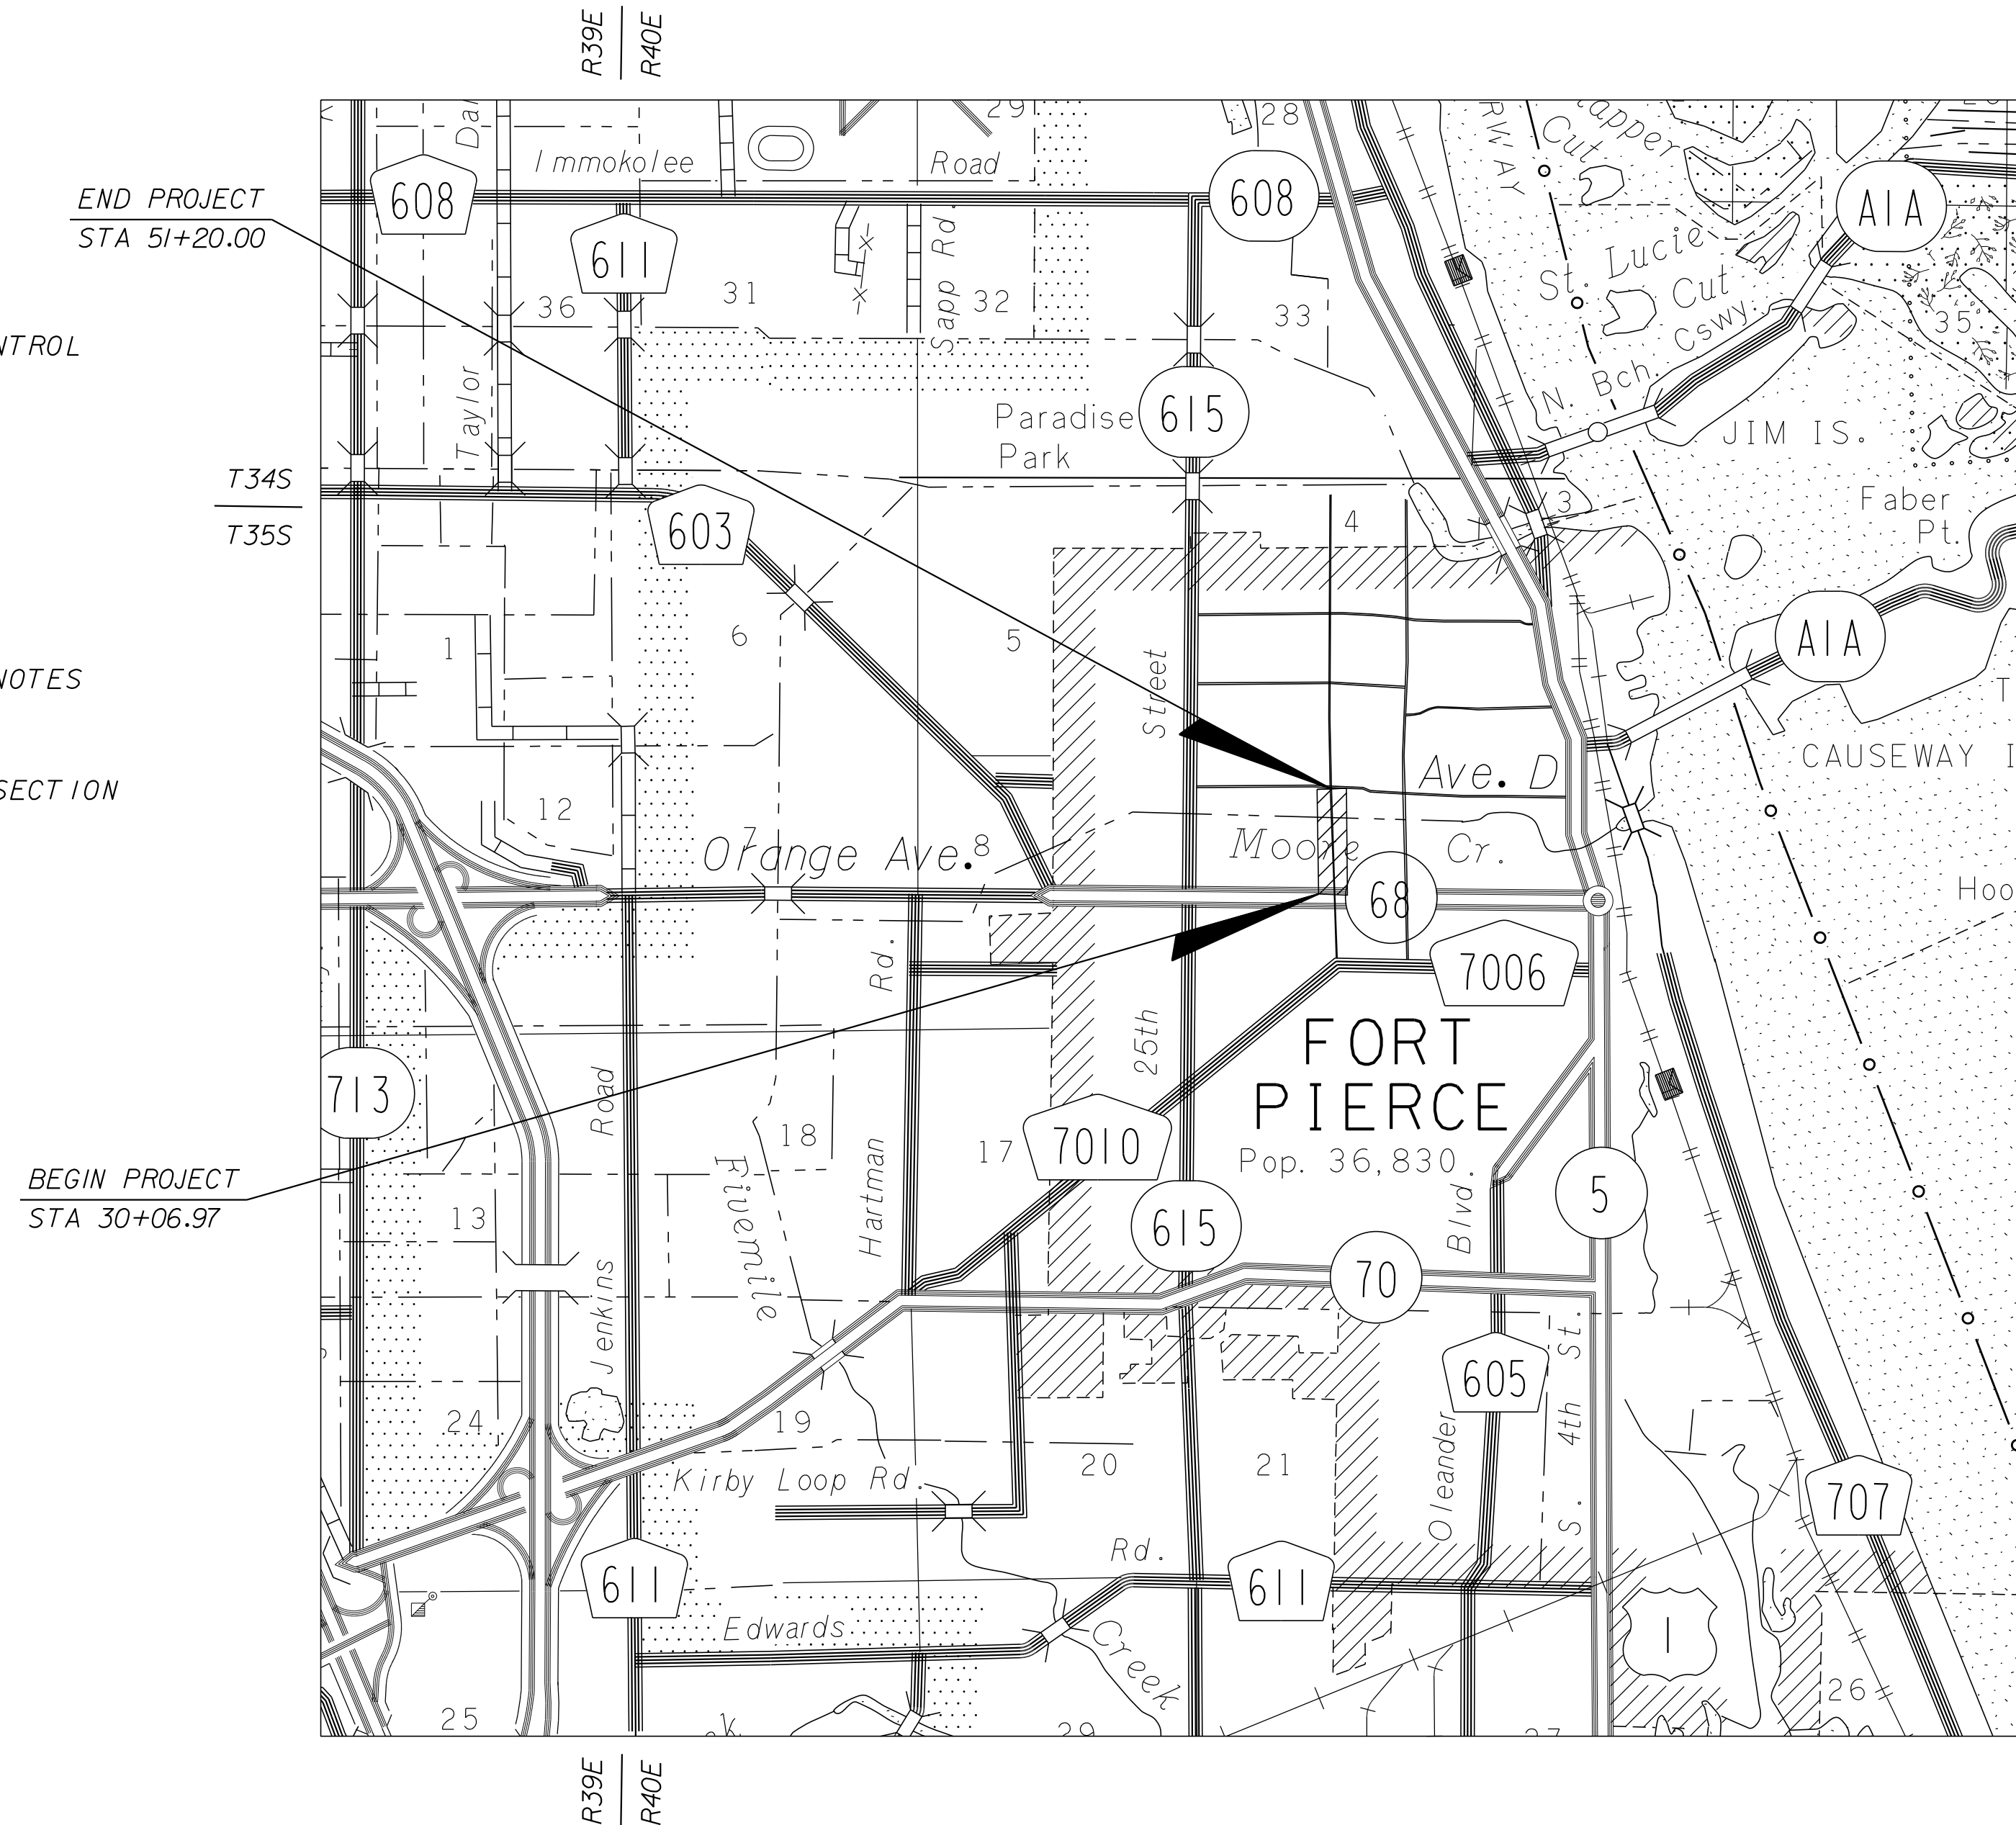 R39E
R40E
END PROJECT
STA 51+20.00
NTROL
T34S
T35S
NOTES
SECTION
BEGIN PROJECT
STA 30+06.97
Immokolee Road
29
28
608
608
611
A1A
Cut
St. Lucie
Cut
36
31
Sapp Rd.
32
33
35
Taylor
Paradise
Park
615
N. Bch. Cswy.
JIM IS.
603
4
3
Faber
Pt.
1
6
5
Street
A1A
CAUSEWAY I
Ave. D
12
7
8
Orange Ave.
Moore Cr.
68
Hoo
7006
Rd.
25th
FORT
PIERCE
Pop. 36,830
713
Road
18
17
7010
Fivemile
Hartman
13
Jenkins
615
Blvd.
5
70
605
S. 4th St.
24
19
20
21
Kirby Loop Rd.
Oleander
707
Rd.
611
611
Edwards
Creek
1
25
29
27
26
R39E
R40E